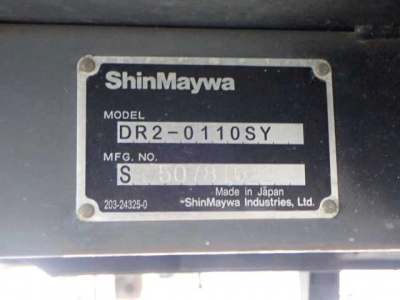 ShinMaywa
MODEL
DR2-0110SY
MFG. NO.
S
Made in Japan
203-24325-0
ShinMaywa Industries, Ltd.